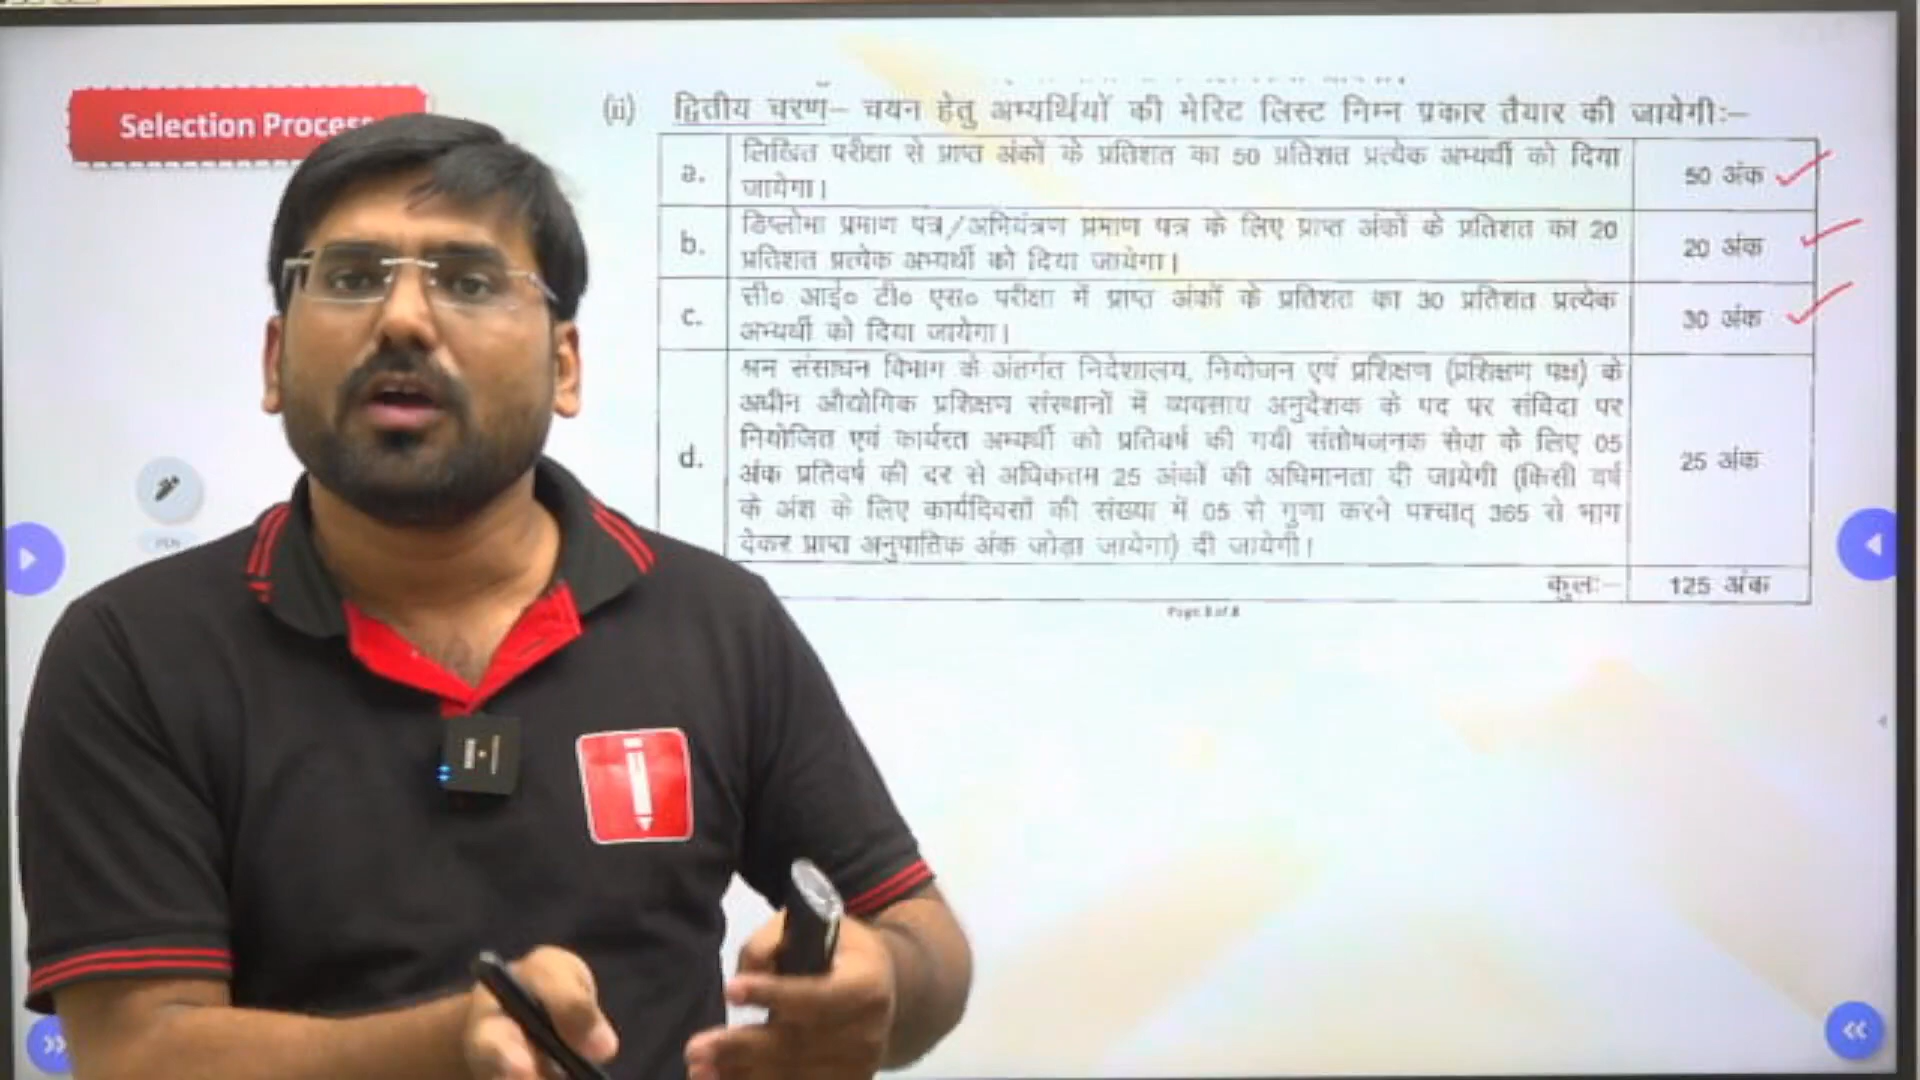 Selection Process
(ii) द्वितीय चरण– चयन हेतु अभ्यर्थियों की मेरिट लिस्ट निम्न प्रकार तैयार की जायेगीः–
a. लिखित परीक्षा से प्राप्त अंकों के प्रतिशत का 50 प्रतिशत प्रत्येक अभ्यर्थी को दिया
जायेगा। 50 अंक
b. डिप्लोमा प्रमाण पत्र/अभियंत्रण प्रमाण पत्र के लिए प्राप्त अंकों के प्रतिशत का 20
प्रतिशत प्रत्येक अभ्यर्थी को दिया जायेगा। 20 अंक
c. सी० आई० टी० एस० परीक्षा में प्राप्त अंकों के प्रतिशत का 30 प्रतिशत प्रत्येक
अभ्यर्थी को दिया जायेगा। 30 अंक
d. श्रम संसाधन विभाग के अंतर्गत निदेशालय, नियोजन एवं प्रशिक्षण (प्रशिक्षण पक्ष) के
अधीन औद्योगिक प्रशिक्षण संस्थानों में व्यवसाय अनुदेशक के पद पर संविदा पर
नियोजित एवं कार्यरत अभ्यर्थी को प्रतिवर्ष की गयी संतोषजनक सेवा के लिए 05
अंक प्रतिवर्ष की दर से अधिकतम 25 अंकों की अधिमानता दी जायेगी (किसी वर्ष
के अंश के लिए कार्यदिवसों की संख्या में 05 से गुणा करने पश्चात् 365 से भाग
देकर प्राप्त अनुपातिक अंक जोड़ा जायेगा) दी जायेगी। 25 अंक
कुलः– 125 अंक